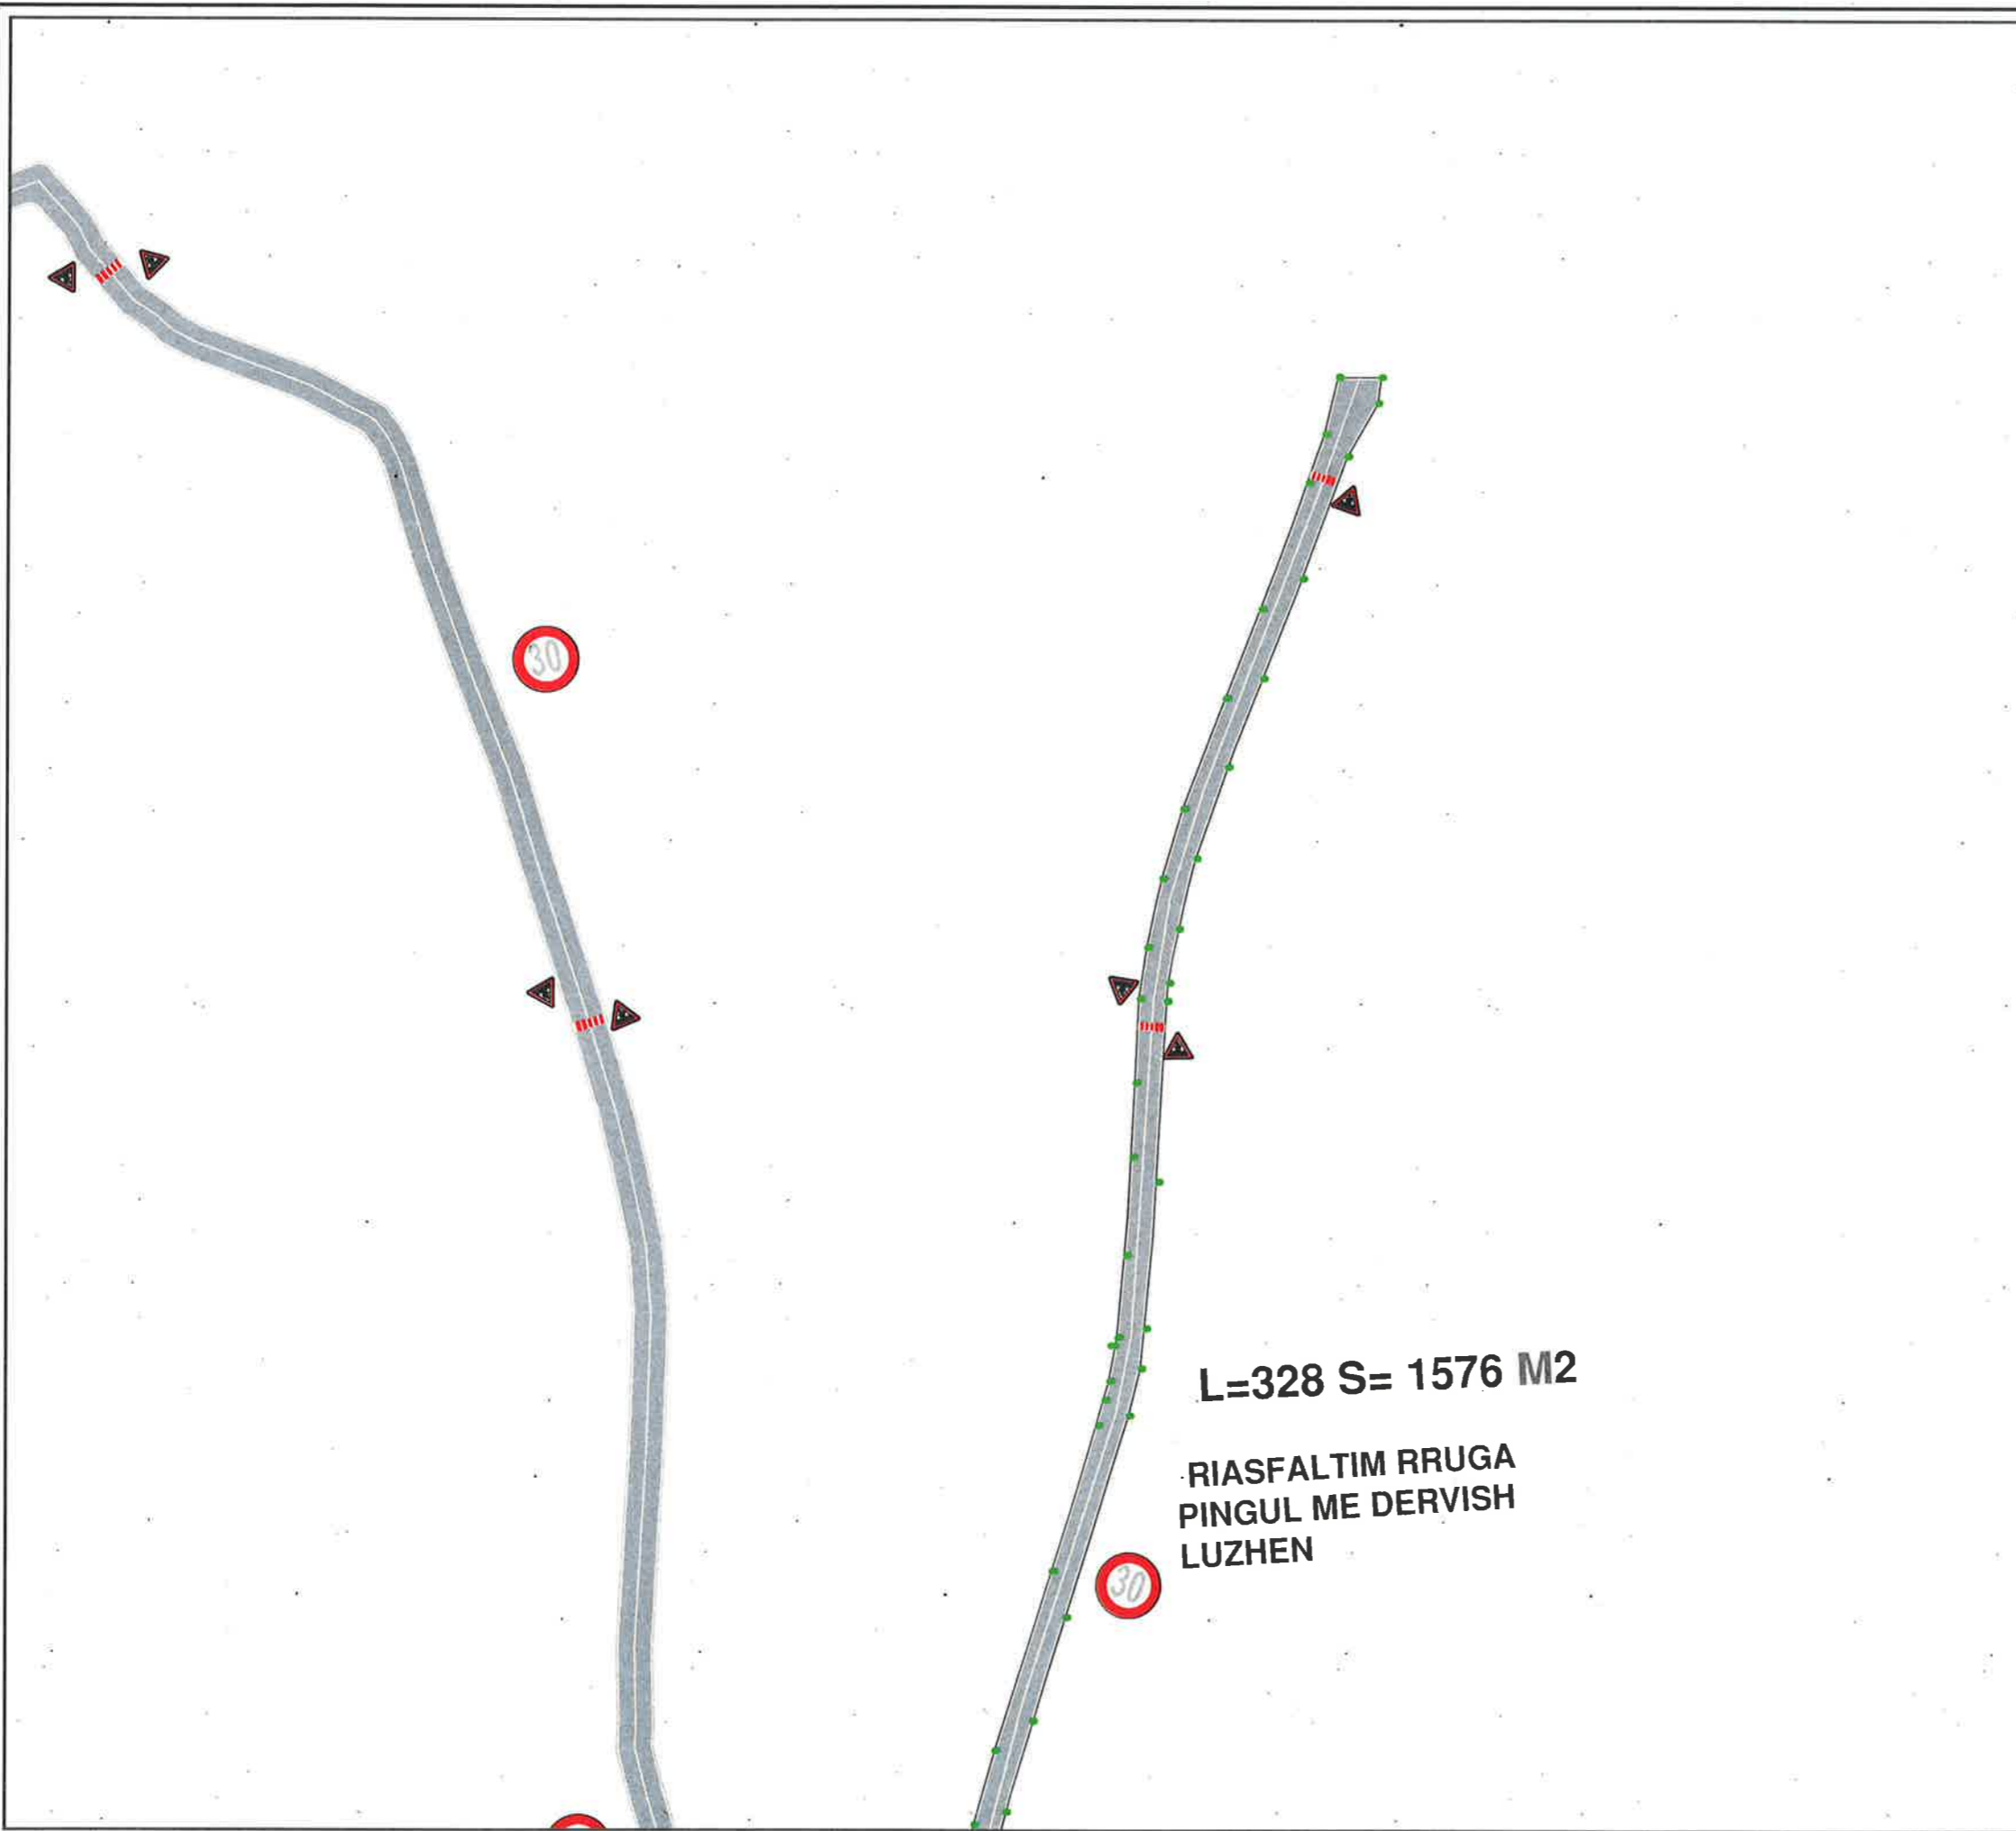 30
L=328 S= 1576 M2
RIASFALTIM RRUGA
PINGUL ME DERVISH
LUZHEN
30